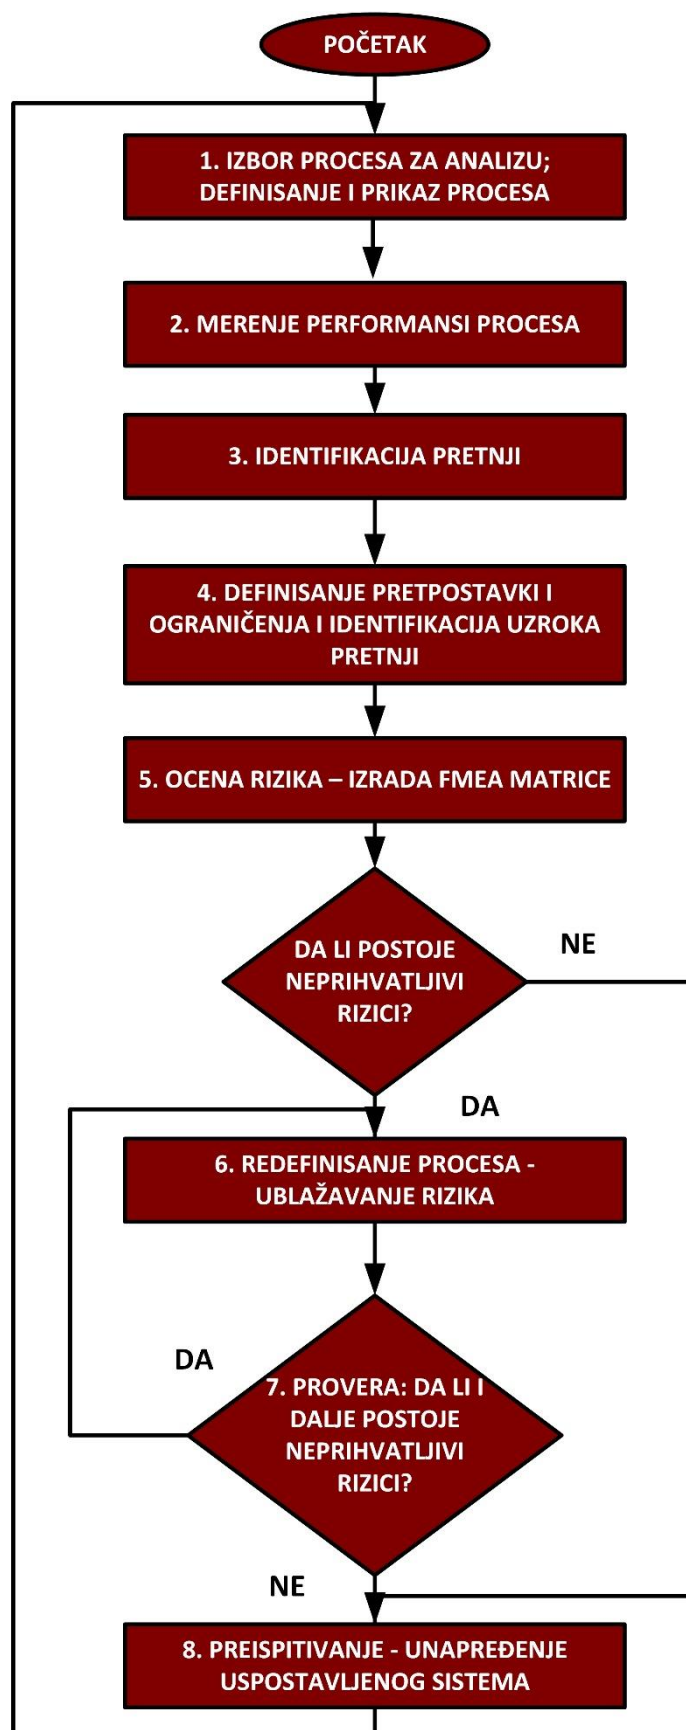 POČETAK
1. IZBOR PROCESA ZA ANALIZU;
DEFINISANJE I PRIKAZ PROCESA
2. MERENJE PERFORMANSI PROCESA
3. IDENTIFIKACIJA PRETNJI
4. DEFINISANJE PRETPOSTAVKI I
OGRANIČENJA I IDENTIFIKACIJA UZROKA
PRETNJI
5. OCENA RIZIKA – IZRADA FMEA MATRICE
DA LI POSTOJE
NEPRIHVATLJIVI
RIZICI?
NE
DA
6. REDEFINISANJE PROCESA -
UBLAŽAVANJE RIZIKA
DA
7. PROVERA: DA LI I
DALJE POSTOJE
NEPRIHVATLJIVI
RIZICI?
NE
8. PREISPITIVANJE - UNAPREĐENJE
USPOSTAVLJENOG SISTEMA